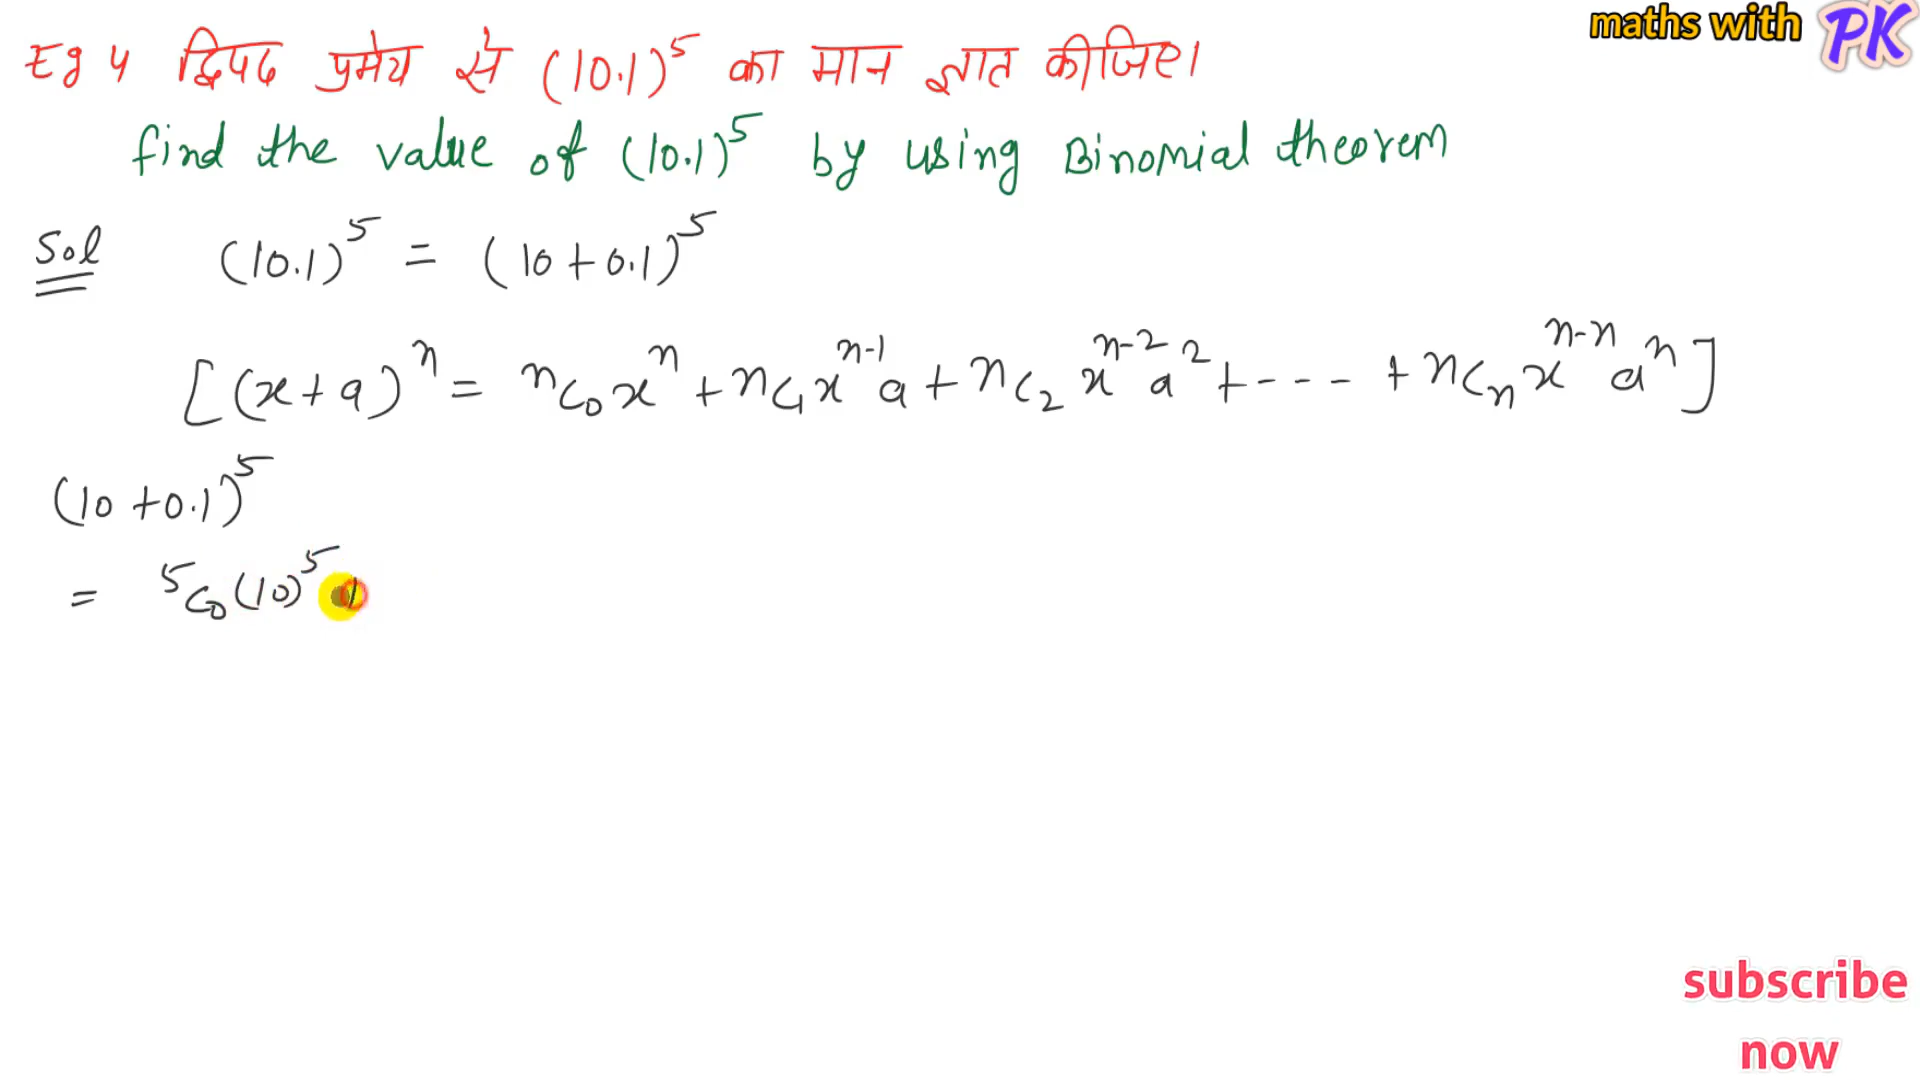 maths with PK
Eg 4 द्विपद प्रमेय से (10.1)^5 का मान ज्ञात कीजिए।
find the value of (10.1)^5 by using Binomial theorem
Sol (10.1)^5 = (10+0.1)^5
[(x+a)^n = nC₀x^n + nC₁x^{n-1}a + nC₂ x^{n-2}a^2 + --- + nCₙ x^{n-n} a^n]
(10+0.1)^5
= ^5C₀(10)^5
subscribe
now